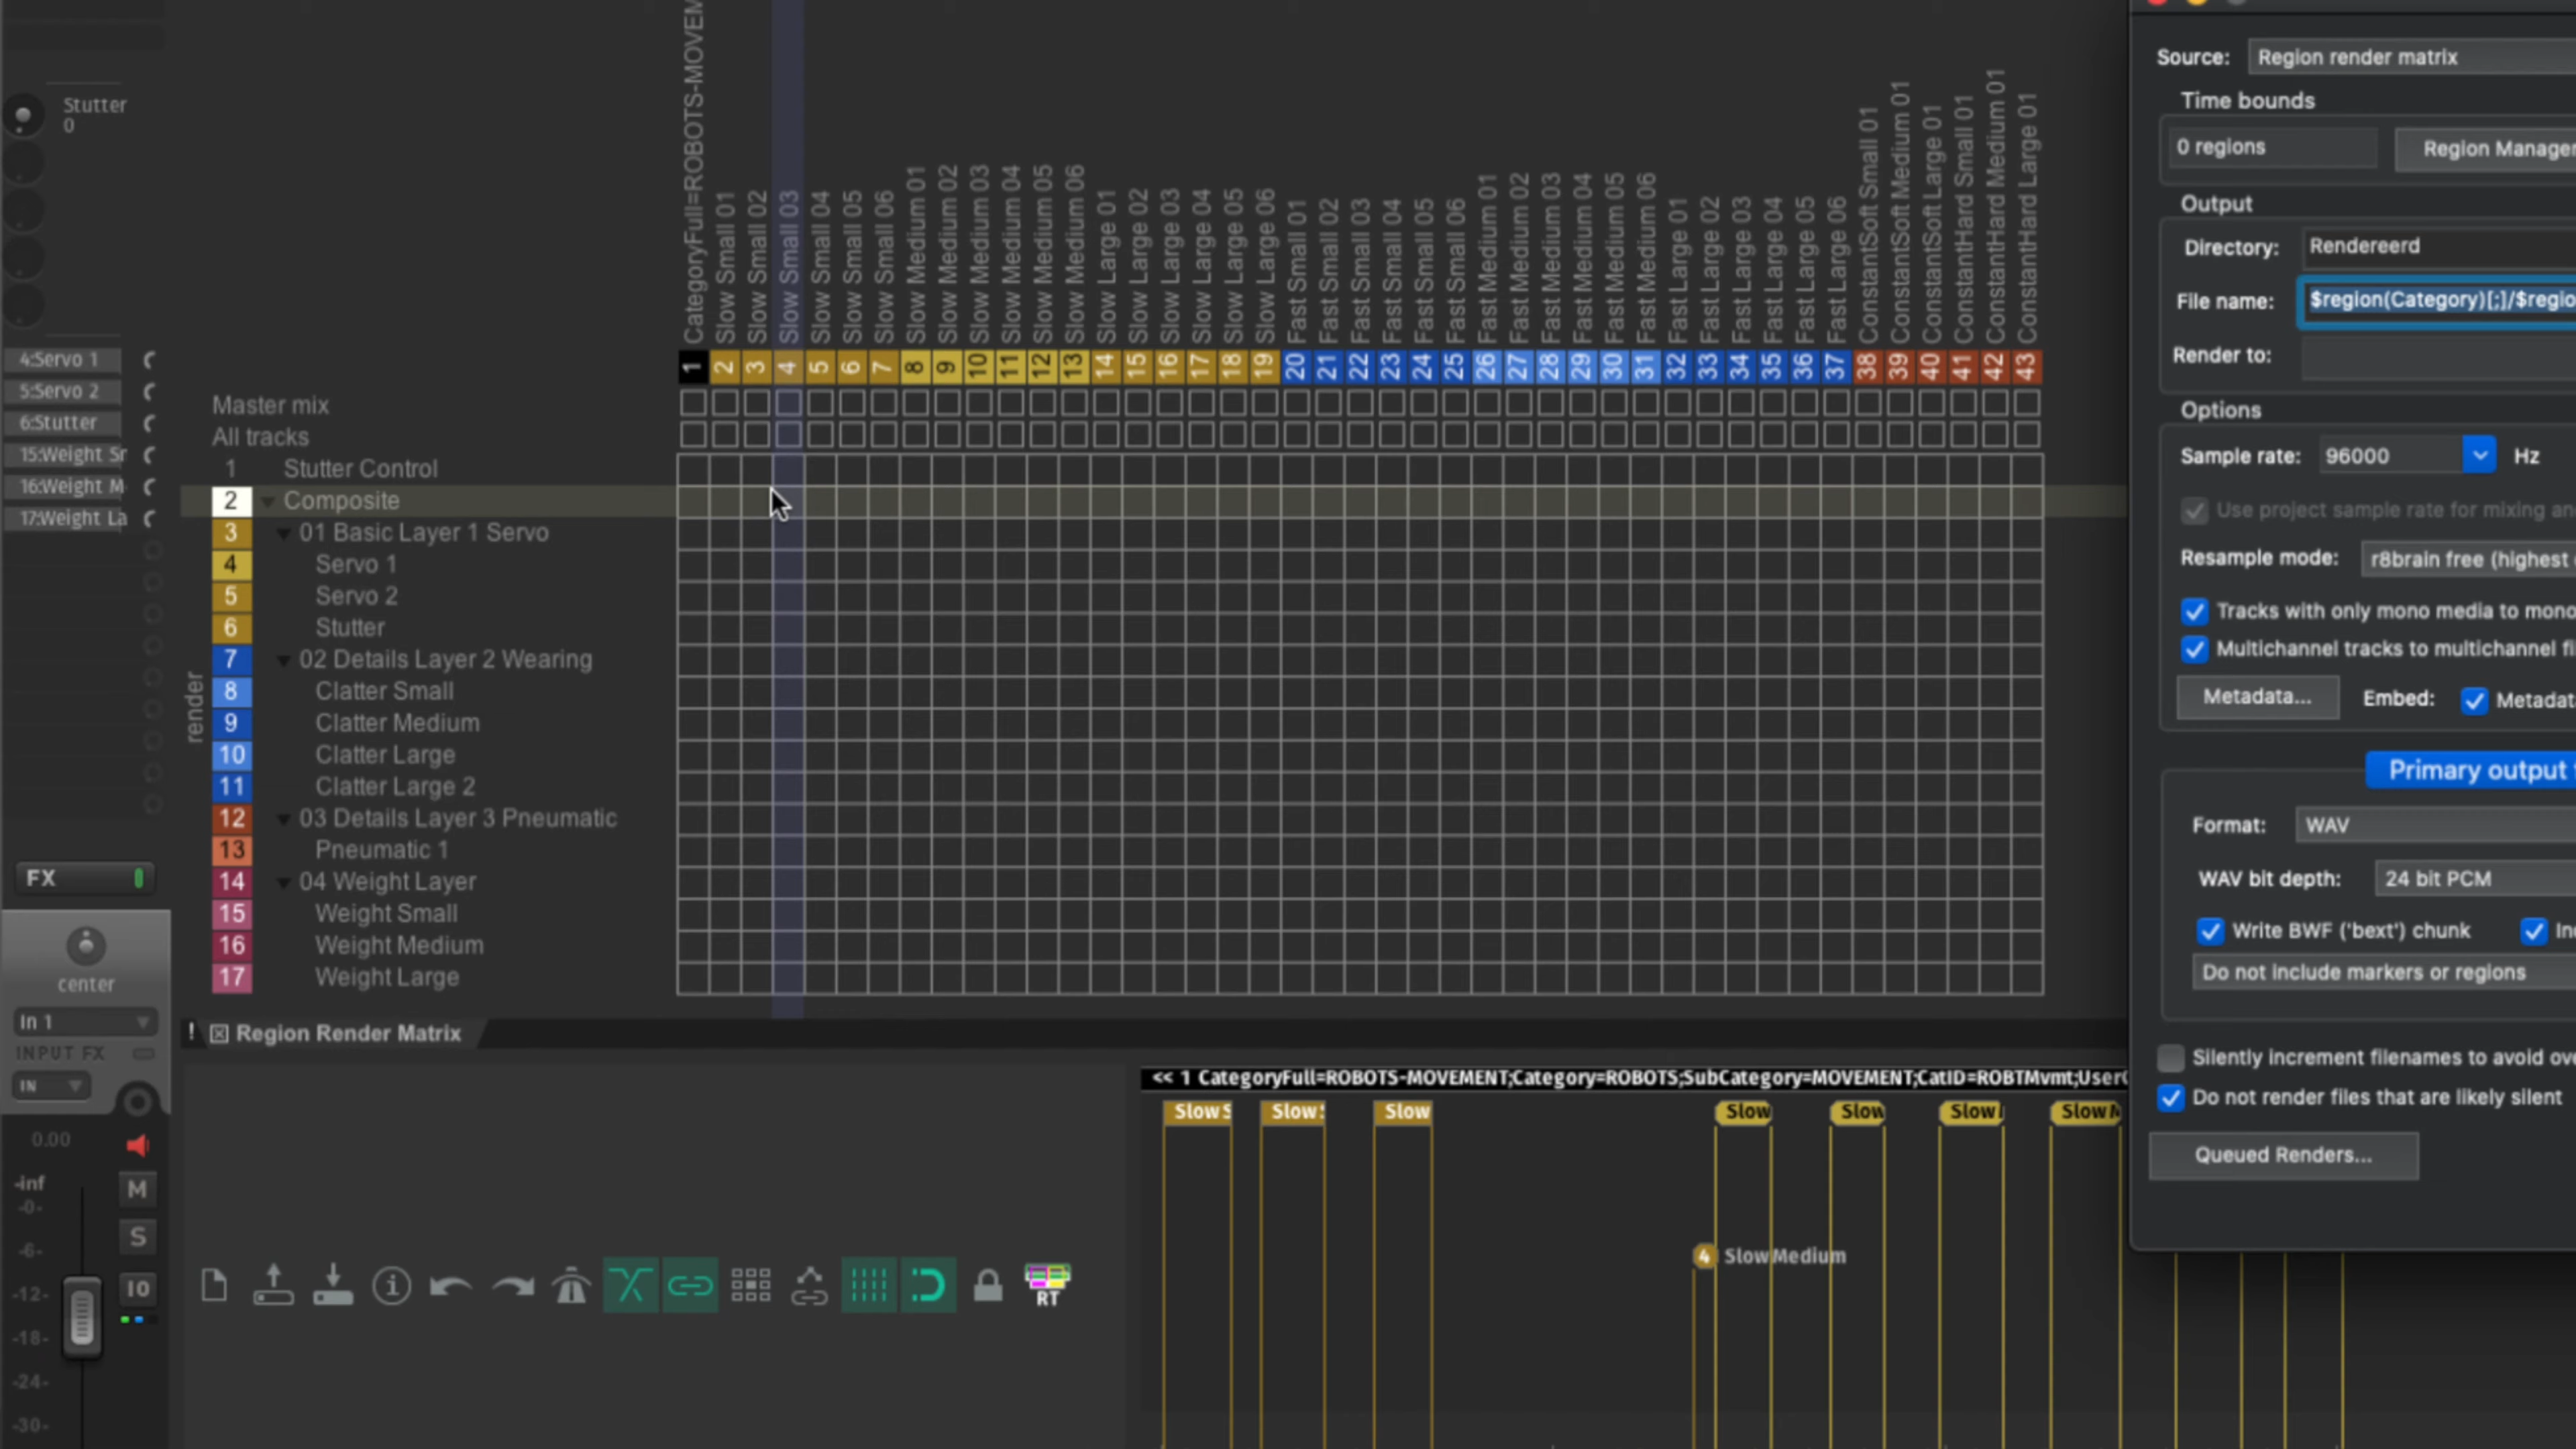 Stutter
0
4:Servo 1
5:Servo 2
6:Stutter
15:Weight Sr
16:Weight M
17:Weight La
FX
center
In 1
INPUT FX
IN
0.00
-inf
-0-
-6-
-12-
-18-
-24-
-30-
M
S
IO
CategoryFull=ROBOTS-MOVEM
Slow Small 01
Slow Small 02
Slow Small 03
Slow Small 04
Slow Small 05
Slow Small 06
Slow Medium 01
Slow Medium 02
Slow Medium 03
Slow Medium 04
Slow Medium 05
Slow Medium 06
Slow Large 01
Slow Large 02
Slow Large 03
Slow Large 04
Slow Large 05
Slow Large 06
Fast Small 01
Fast Small 02
Fast Small 03
Fast Small 04
Fast Small 05
Fast Small 06
Fast Medium 01
Fast Medium 02
Fast Medium 03
Fast Medium 04
Fast Medium 05
Fast Medium 06
Fast Large 01
Fast Large 02
Fast Large 03
Fast Large 04
Fast Large 05
Fast Large 06
ConstantSoft Small 01
ConstantSoft Medium 01
ConstantSoft Large 01
ConstantHard Small 01
ConstantHard Medium 01
ConstantHard Large 01
1 2 3 4 5 6 7 8 9 10 11 12 13 14 15 16 17 18 19 20 21 22 23 24 25 26 27 28 29 30 31 32 33 34 35 36 37 38 39 40 41 42 43
Master mix
All tracks
1 Stutter Control
2 Composite
3 01 Basic Layer 1 Servo
4 Servo 1
5 Servo 2
6 Stutter
7 02 Details Layer 2 Wearing
8 Clatter Small
9 Clatter Medium
10 Clatter Large
11 Clatter Large 2
12 03 Details Layer 3 Pneumatic
13 Pneumatic 1
14 04 Weight Layer
15 Weight Small
16 Weight Medium
17 Weight Large
render
! Region Render Matrix
<< 1 CategoryFull=ROBOTS-MOVEMENT;Category=ROBOTS;SubCategory=MOVEMENT;CatID=ROBTMvmt;UserC
Slow S
Slow
Slow
Slow
Slow
Slow
Slow M
4 SlowMedium
RT
Source: Region render matrix
Time bounds
0 regions Region Manager
Output
Directory: Rendereerd
File name: $region(Category)[;]/$regio
Render to:
Options
Sample rate: 96000 Hz
Use project sample rate for mixing an
Resample mode: r8brain free (highest
Tracks with only mono media to mono
Multichannel tracks to multichannel fi
Metadata... Embed: Metadat
Primary output
Format: WAV
WAV bit depth: 24 bit PCM
Write BWF ('bext') chunk In
Do not include markers or regions
Silently increment filenames to avoid ov
Do not render files that are likely silent
Queued Renders...